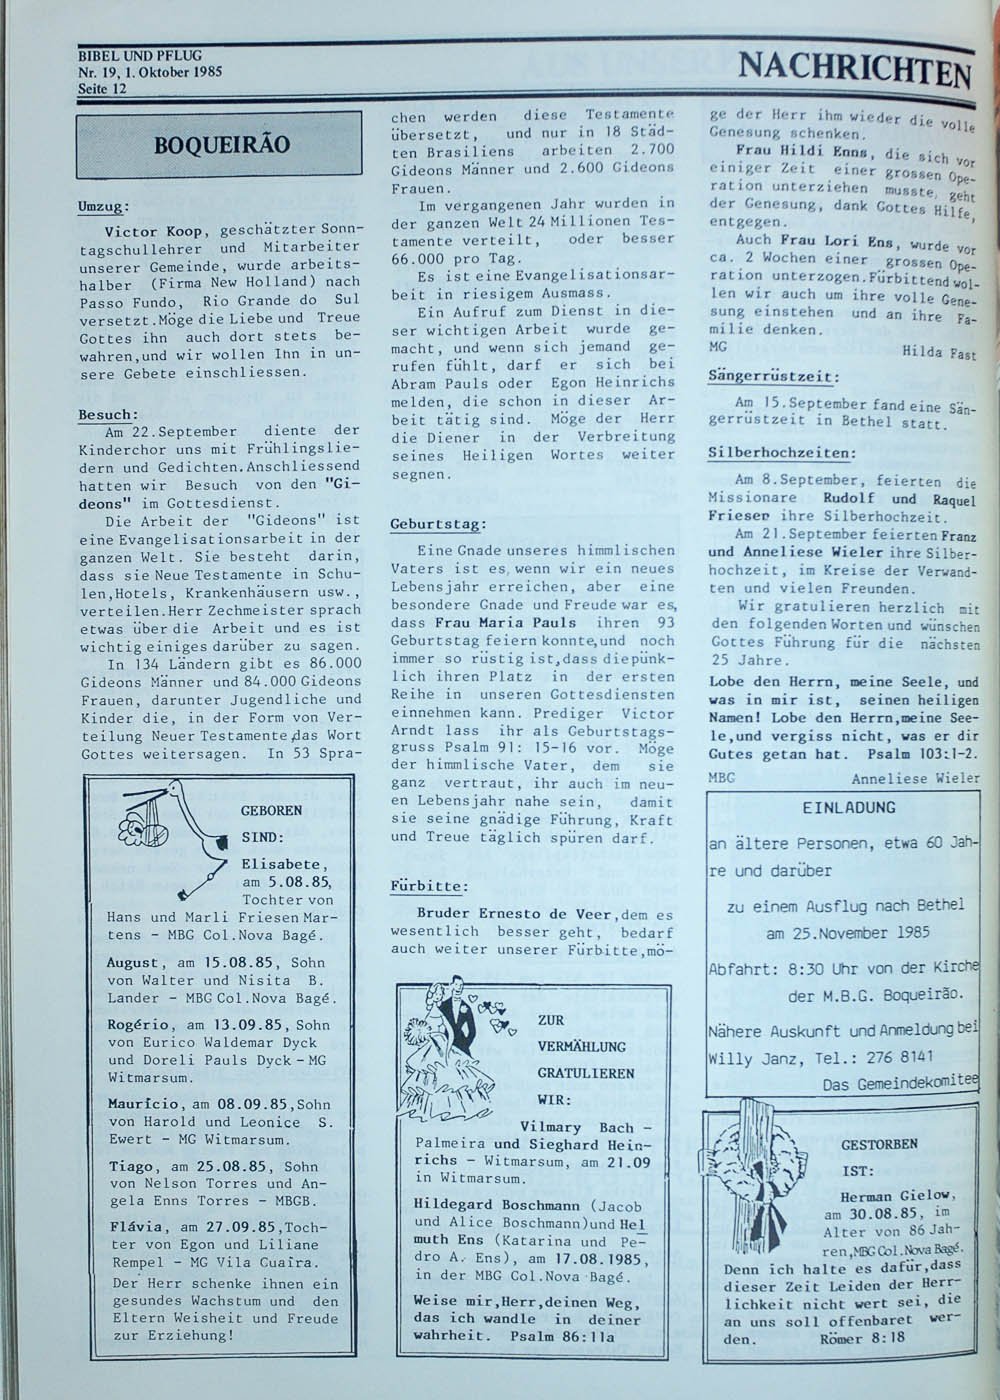 BIBEL UND PFLUG
Nr. 19, 1. Oktober 1985
Seite 12
NACHRICHTEN
BOQUEIRÃO
Umzug:
Victor Koop, geschätzter Sonn-
tagschullehrer und Mitarbeiter
unserer Gemeinde, wurde arbeits-
halber (Firma New Holland) nach
Passo Fundo, Rio Grande do Sul
versetzt.Möge die Liebe und Treue
Gottes ihn auch dort stets be-
wahren,und wir wollen Ihn in un-
sere Gebete einschliessen.
Besuch:
Am 22.September diente der
Kinderchor uns mit Frühlingslie-
dern und Gedichten.Anschliessend
hatten wir Besuch von den "Gi-
deons" im Gottesdienst.
Die Arbeit der "Gideons" ist
eine Evangelisationsarbeit in der
ganzen Welt. Sie besteht darin,
dass sie Neue Testamente in Schu-
len,Hotels, Krankenhäusern usw.,
verteilen.Herr Zechmeister sprach
etwas über die Arbeit und es ist
wichtig einiges darüber zu sagen.
In 134 Ländern gibt es 86.000
Gideons Männer und 84.000 Gideons
Frauen, darunter Jugendliche und
Kinder die, in der Form von Ver-
teilung Neuer Testamente,das Wort
Gottes weitersagen. In 53 Spra-
chen werden diese Testamente
übersetzt, und nur in 18 Städ-
ten Brasiliens arbeiten 2.700
Gideons Männer und 2.600 Gideons
Frauen.
Im vergangenen Jahr wurden in
der ganzen Welt 24 Millionen Tes-
tamente verteilt, oder besser
66.000 pro Tag.
Es ist eine Evangelisationsar-
beit in riesigem Ausmass.
Ein Aufruf zum Dienst in die-
ser wichtigen Arbeit wurde ge-
macht, und wenn sich jemand ge-
rufen fühlt, darf er sich bei
Abram Pauls oder Egon Heinrichs
melden, die schon in dieser Ar-
beit tätig sind. Möge der Herr
die Diener in der Verbreitung
seines Heiligen Wortes weiter
segnen.
Geburtstag:
Eine Gnade unseres himmlischen
Vaters ist es, wenn wir ein neues
Lebensjahr erreichen, aber eine
besondere Gnade und Freude war es,
dass Frau Maria Pauls ihren 93
Geburtstag feiern konnte,und noch
immer so rüstig ist,dass die pünk-
lich ihren Platz in der ersten
Reihe in unseren Gottesdiensten
einnehmen kann. Prediger Victor
Arndt lass ihr als Geburtstags-
gruss Psalm 91: 15-16 vor. Möge
der himmlische Vater, dem sie
ganz vertraut, ihr auch im neu-
en Lebensjahr nahe sein, damit
sie seine gnädige Führung, Kraft
und Treue täglich spüren darf.
Fürbitte:
Bruder Ernesto de Veer,dem es
wesentlich besser geht, bedarf
auch weiter unserer Fürbitte,mö-
ge der Herr ihm wieder die volle
Genesung schenken.
Frau Hildi Enns, die sich vor
einiger Zeit einer grossen Ope-
ration unterziehen musste, geht
der Genesung, dank Gottes Hilfe,
entgegen.
Auch Frau Lori Ens, wurde vor
ca. 2 Wochen einer grossen Ope-
ration unterzogen.Fürbittend wol-
len wir auch um ihre volle Gene-
sung einstehen und an ihre Fa-
milie denken.
MG Hilda Fast
Sängerrüstzeit:
Am 15.September fand eine Sän-
gerrüstzeit in Bethel statt.
Silberhochzeiten:
Am 8.September, feierten die
Missionare Rudolf und Raquel
Friesen ihre Silberhochzeit.
Am 21.September feierten Franz
und Anneliese Wieler ihre Silber-
hochzeit, im Kreise der Verwand-
ten und vielen Freunden.
Wir gratulieren herzlich mit
den folgenden Worten und wünschen
Gottes Führung für die nächsten
25 Jahre.
Lobe den Herrn, meine Seele, und
was in mir ist, seinen heiligen
Namen! Lobe den Herrn,meine See-
le,und vergiss nicht, was er dir
Gutes getan hat. Psalm 103:1-2.
MBG Anneliese Wieler
GEBOREN
SIND:
Elisabete,
am 5.08.85,
Tochter von
Hans und Marli Friesen Mar-
tens - MBG Col.Nova Bagé.
August, am 15.08.85, Sohn
von Walter und Nisita B.
Lander - MBG Col.Nova Bagé.
Rogério, am 13.09.85, Sohn
von Eurico Waldemar Dyck
und Doreli Pauls Dyck - MG
Witmarsum.
Maurício, am 08.09.85,Sohn
von Harold und Leonice S.
Ewert - MG Witmarsum.
Tiago, am 25.08.85, Sohn
von Nelson Torres und An-
gela Enns Torres - MBGB.
Flávia, am 27.09.85,Toch-
ter von Egon und Liliane
Rempel - MG Vila Guaíra.
Der Herr schenke ihnen ein
gesundes Wachstum und den
Eltern Weisheit und Freude
zur Erziehung!
ZUR
VERMÄHLUNG
GRATULIEREN
WIR:
Vilmary Bach -
Palmeira und Sieghard Hein-
richs - Witmarsum, am 21.09
in Witmarsum.
Hildegard Boschmann (Jacob
und Alice Boschmann)und Hel
muth Ens (Katarina und Pe-
dro A. Ens), am 17.08.1985,
in der MBG Col.Nova Bagé.
Weise mir,Herr,deinen Weg,
das ich wandle in deiner
wahrheit. Psalm 86:11a
EINLADUNG
an ältere Personen, etwa 60 Jah-
re und darüber
zu einem Ausflug nach Bethel
am 25.November 1985
Abfahrt: 8:30 Uhr von der Kirche
der M.B.G. Boqueirão.
Nähere Auskunft und Anmeldung bei
Willy Janz, Tel.: 276 8141
Das Gemeindekomitee
GESTORBEN
IST:
Herman Gielow,
am 30.08.85, im
Alter von 86 Jah-
ren,MBG Col.Nova Bagé.
Denn ich halte es dafür,dass
dieser Zeit Leiden der Herr-
lichkeit nicht wert sei, die
an uns soll offenbaret wer-
den. Römer 8:18